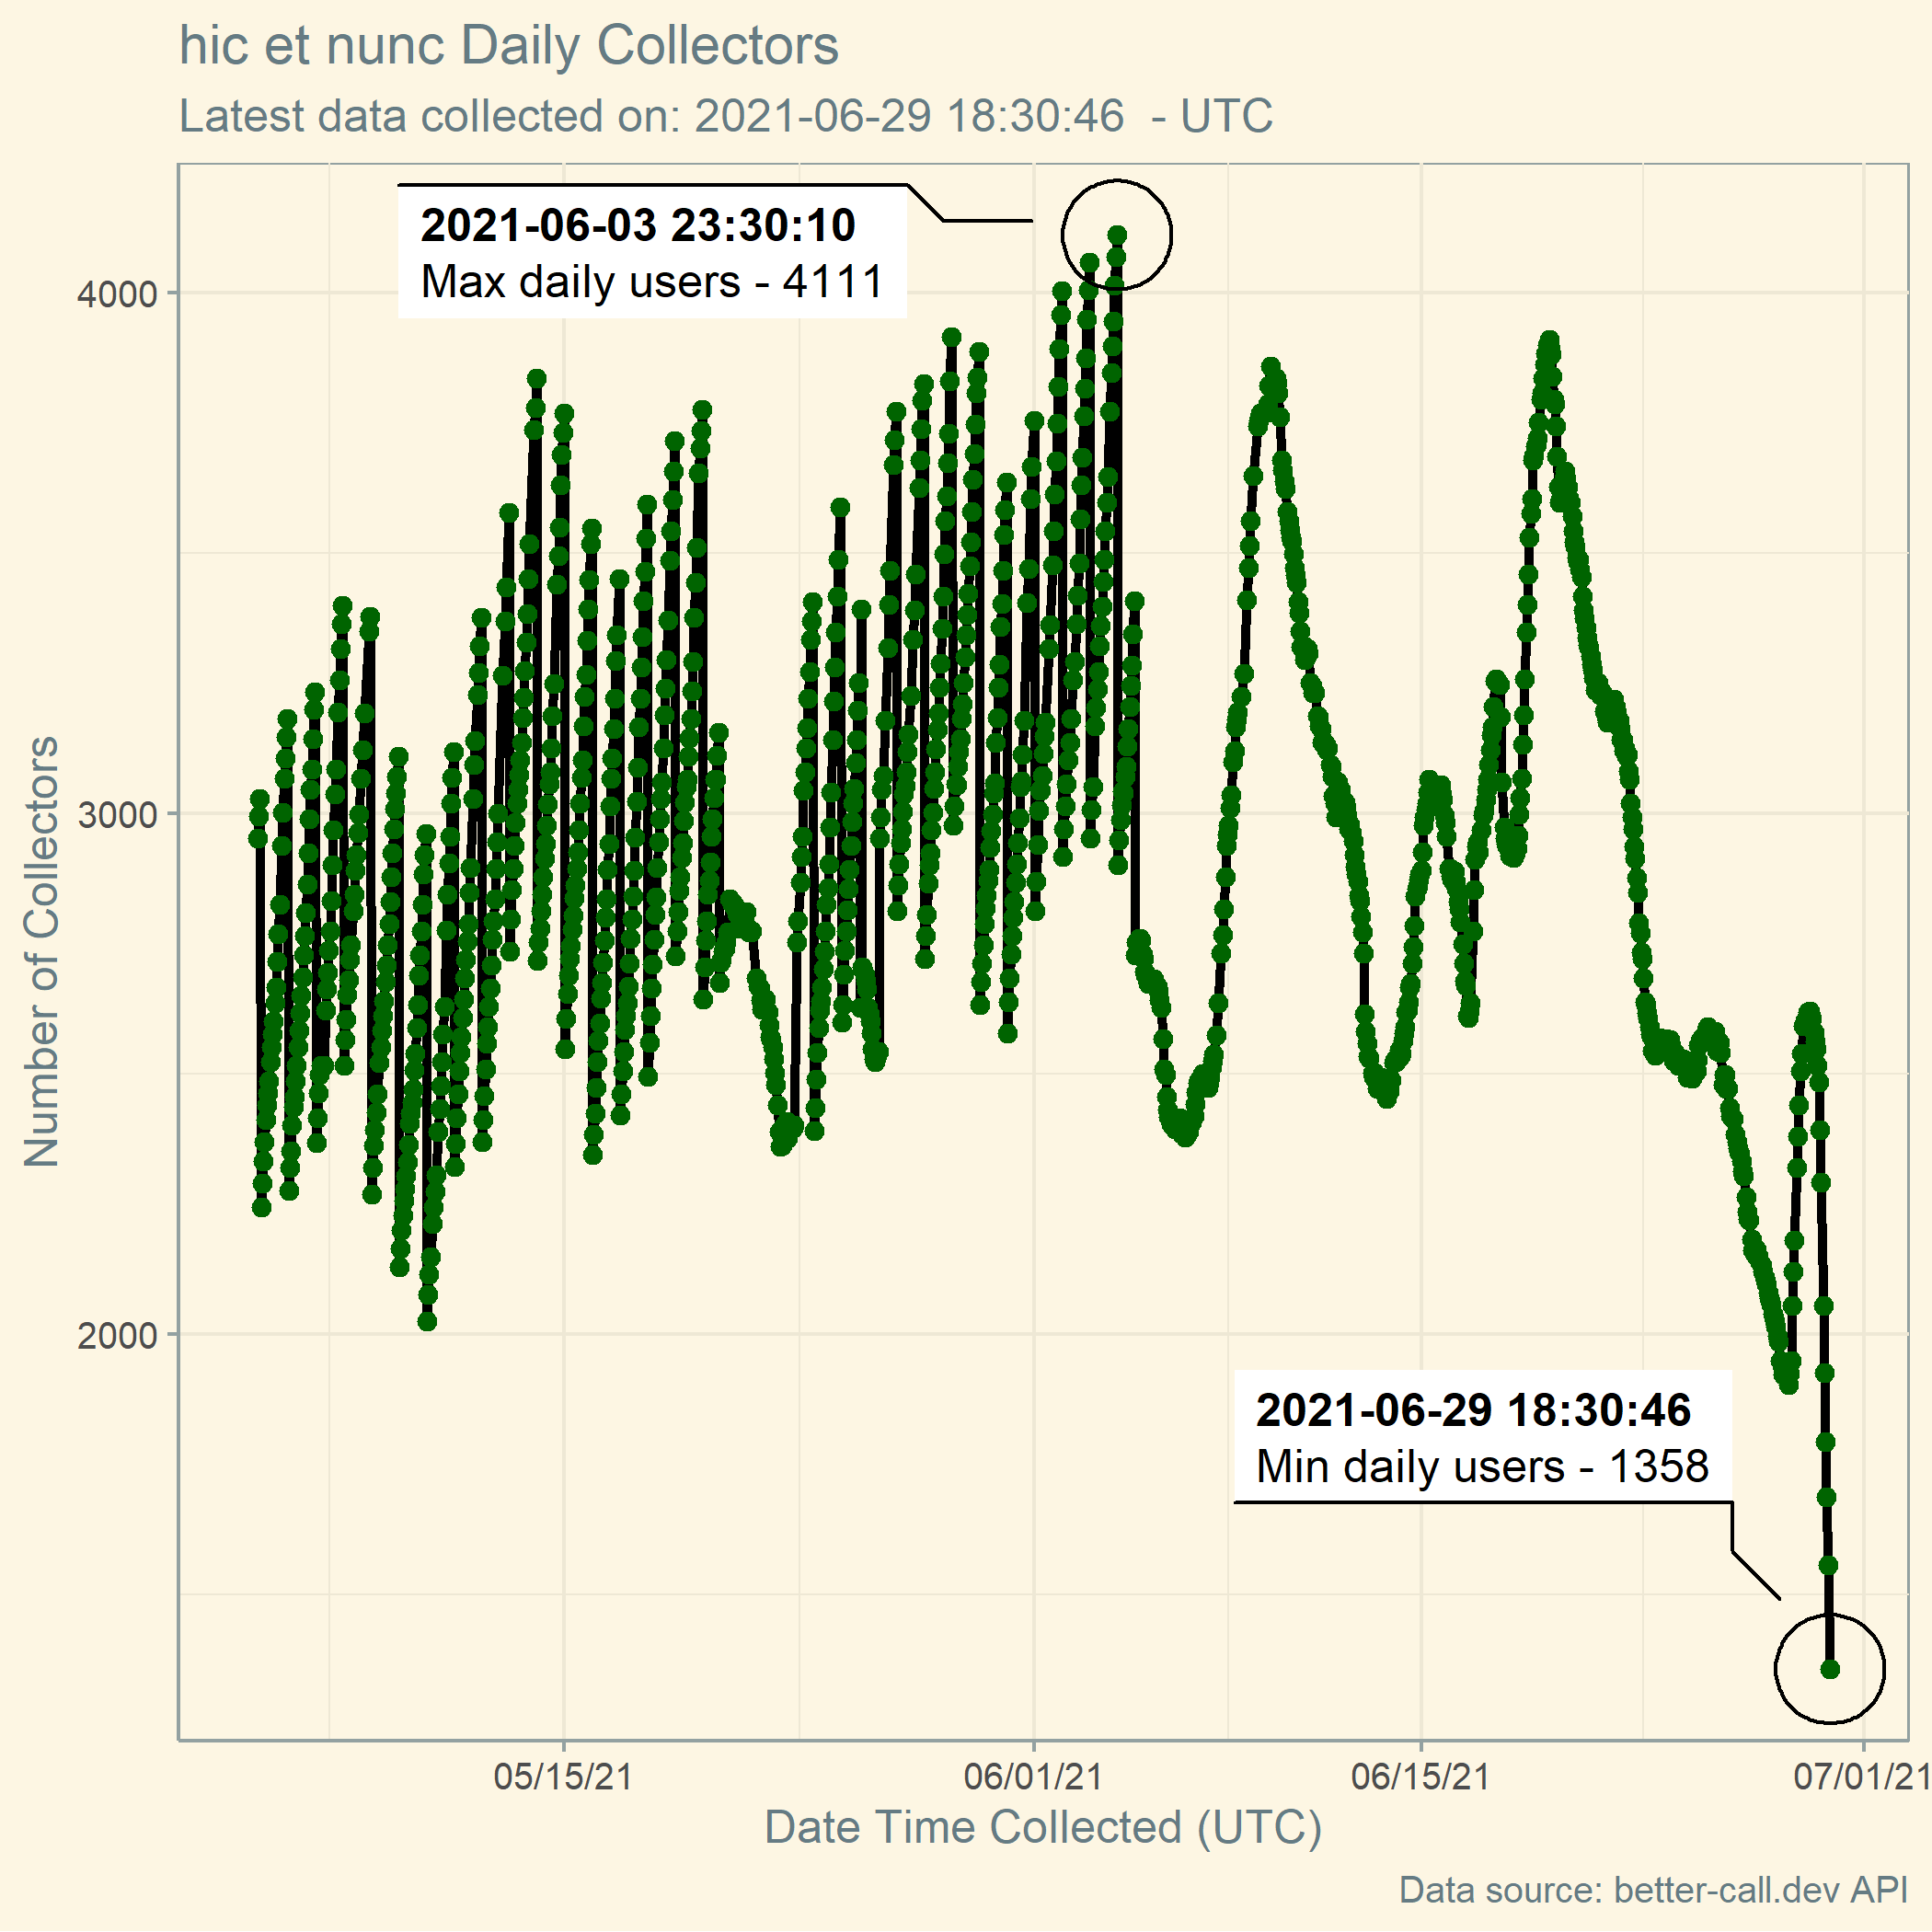 hic et nunc Daily Collectors
Latest data collected on: 2021-06-29 18:30:46  - UTC
2021-06-03 23:30:10
Max daily users - 4111
4000
3000
2000
Number of Collectors
2021-06-29 18:30:46
Min daily users - 1358
05/15/21
06/01/21
06/15/21
07/01/21
Date Time Collected (UTC)
Data source: better-call.dev API